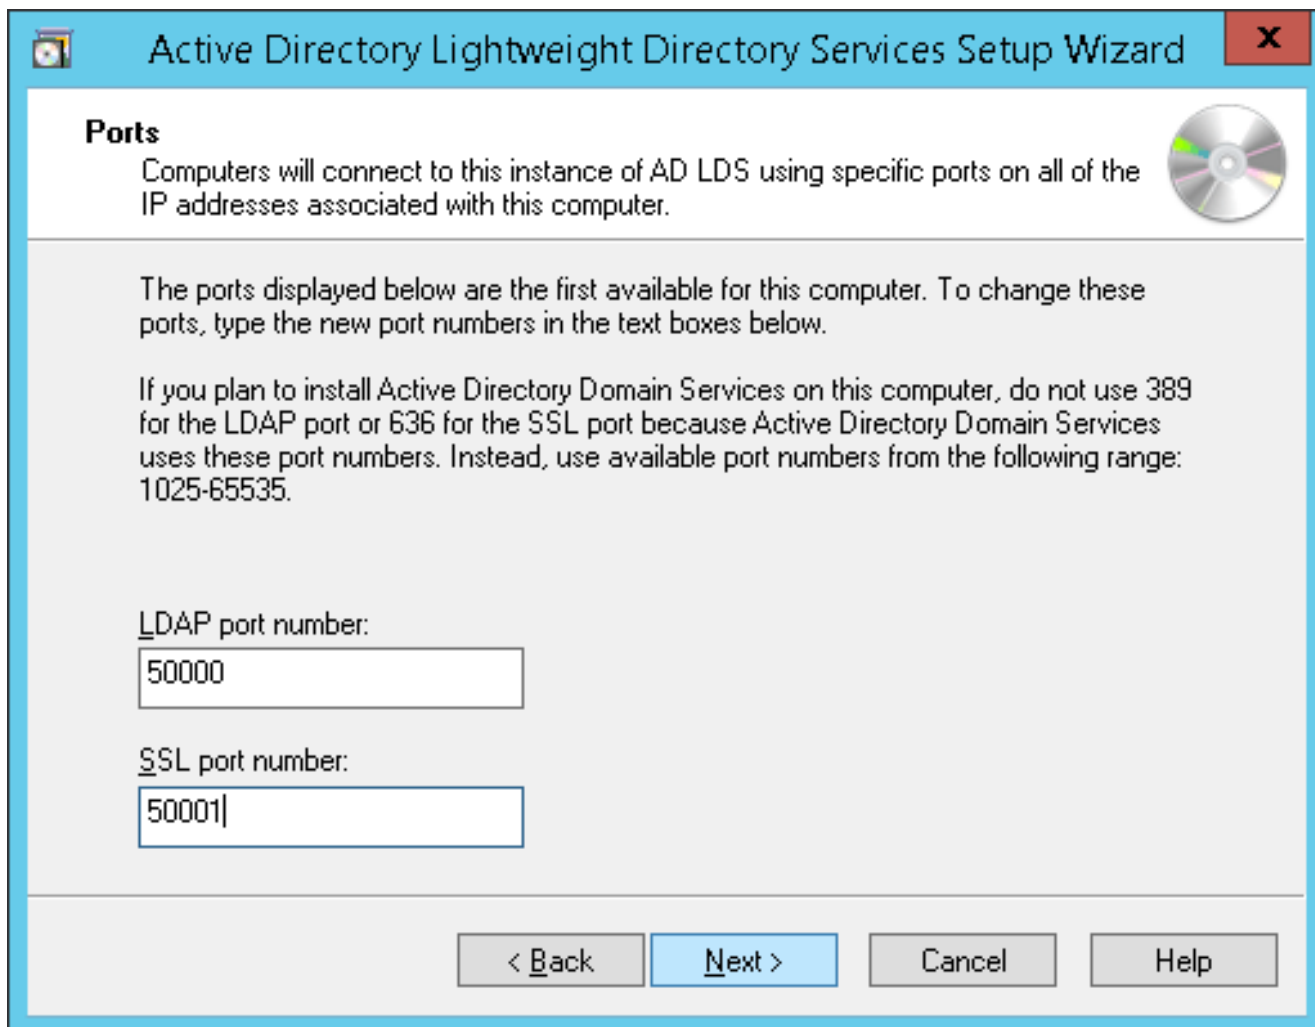 Active Directory Lightweight Directory Services Setup Wizard
x
Ports
Computers will connect to this instance of AD LDS using specific ports on all of the
IP addresses associated with this computer.
The ports displayed below are the first available for this computer. To change these
ports, type the new port numbers in the text boxes below.
If you plan to install Active Directory Domain Services on this computer, do not use 389
for the LDAP port or 636 for the SSL port because Active Directory Domain Services
uses these port numbers. Instead, use available port numbers from the following range:
1025-65535.
LDAP port number:
50000
SSL port number:
50001
< Back Next > Cancel Help